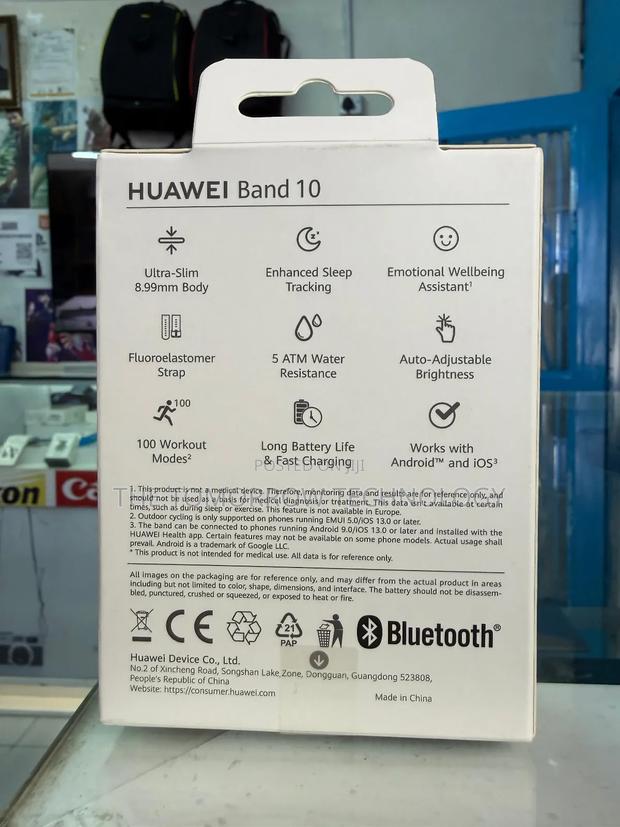 HUAWEI Band 10
Ultra-Slim
8.99mm Body
Enhanced Sleep
Tracking
Emotional Wellbeing
Assistant¹
Fluoroelastomer
Strap
5 ATM Water
Resistance
Auto-Adjustable
Brightness
100
100 Workout
Modes²
Long Battery Life
& Fast Charging
Works with
Android™ and iOS³
POSTED ON JIJI
1. This product is not a medical device. Therefore, monitoring data and results are for reference only, and
should not be used as a basis for medical diagnosis or treatment. This data isn't available at certain
times, such as during sleep or exercise. This feature is not available in Europe.
TECHNOLOGY
2. Outdoor cycling is only supported on phones running EMUI 5.0/iOS 13.0 or later.
3. The band can be connected to phones running Android 9.0/iOS 13.0 or later and installed with the
HUAWEI Health app. Certain features may not be available on some phone models. Actual usage shall
prevail. Android is a trademark of Google LLC.
* This product is not intended for medical use. All data is for reference only.
All images on the packaging are for reference only, and may differ from the actual product in areas
including but not limited to color, shape, dimensions, and interface. The battery should not be disassem-
bled, punctured, crushed or squeezed, or exposed to heat or fire.
CE
21
PAP
Bluetooth®
Huawei Device Co., Ltd.
No.2 of Xincheng Road, Songshan Lake Zone, Dongguan, Guangdong 523808,
People's Republic of China
Website: https://consumer.huawei.com
Made in China
on
Ca